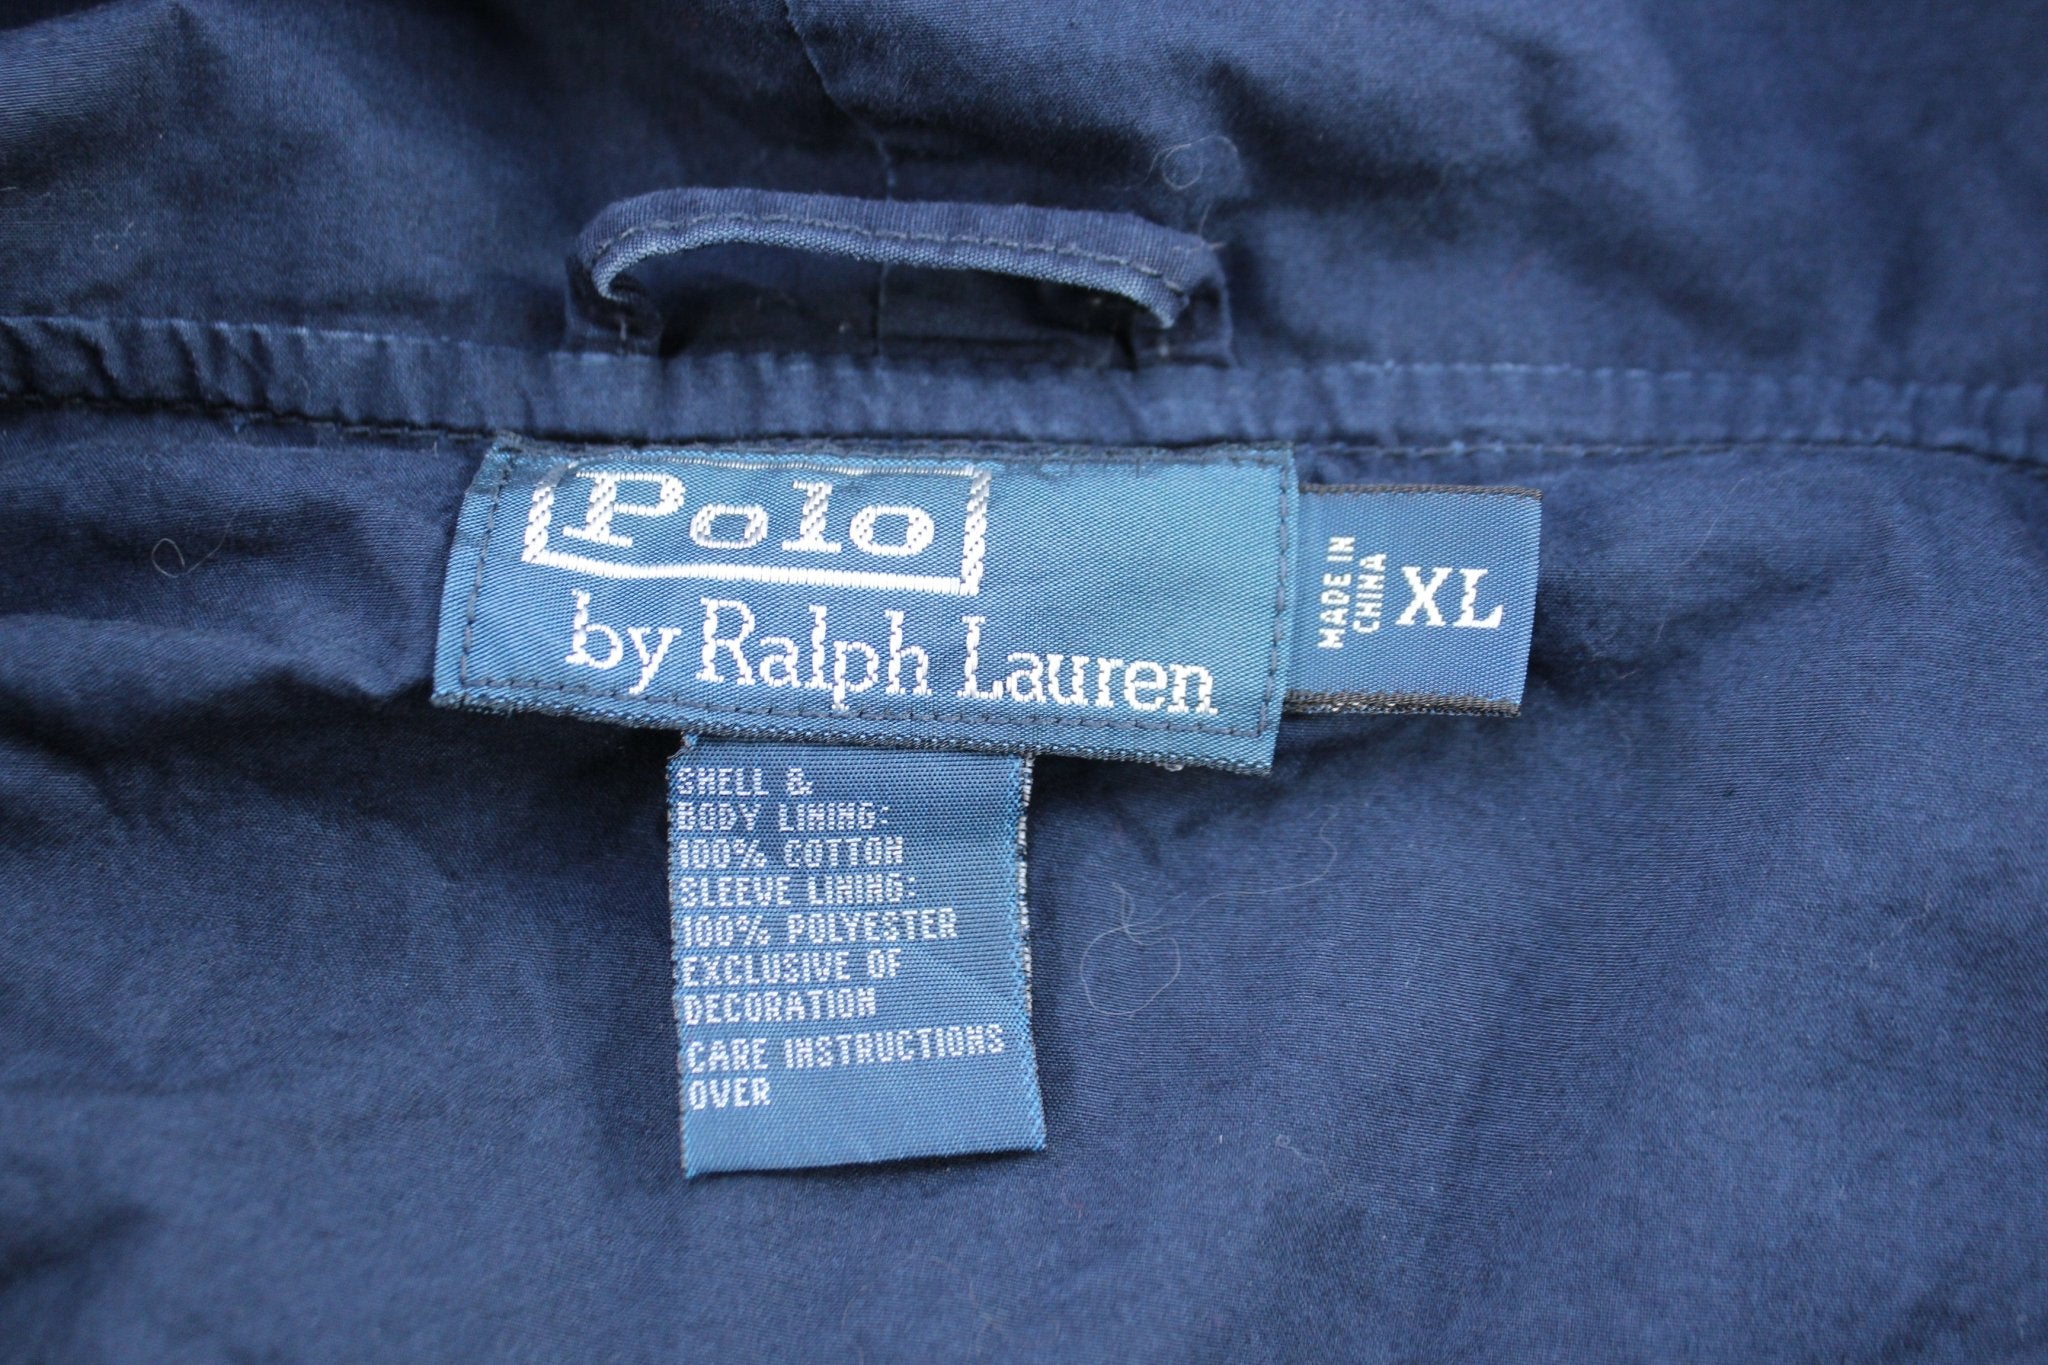 Polo
by Ralph Lauren
MADE IN
CHINA
XL
SHELL &
BODY LINING:
100% COTTON
SLEEVE LINING:
100% POLYESTER
EXCLUSIVE OF
DECORATION
CARE INSTRUCTIONS
OVER